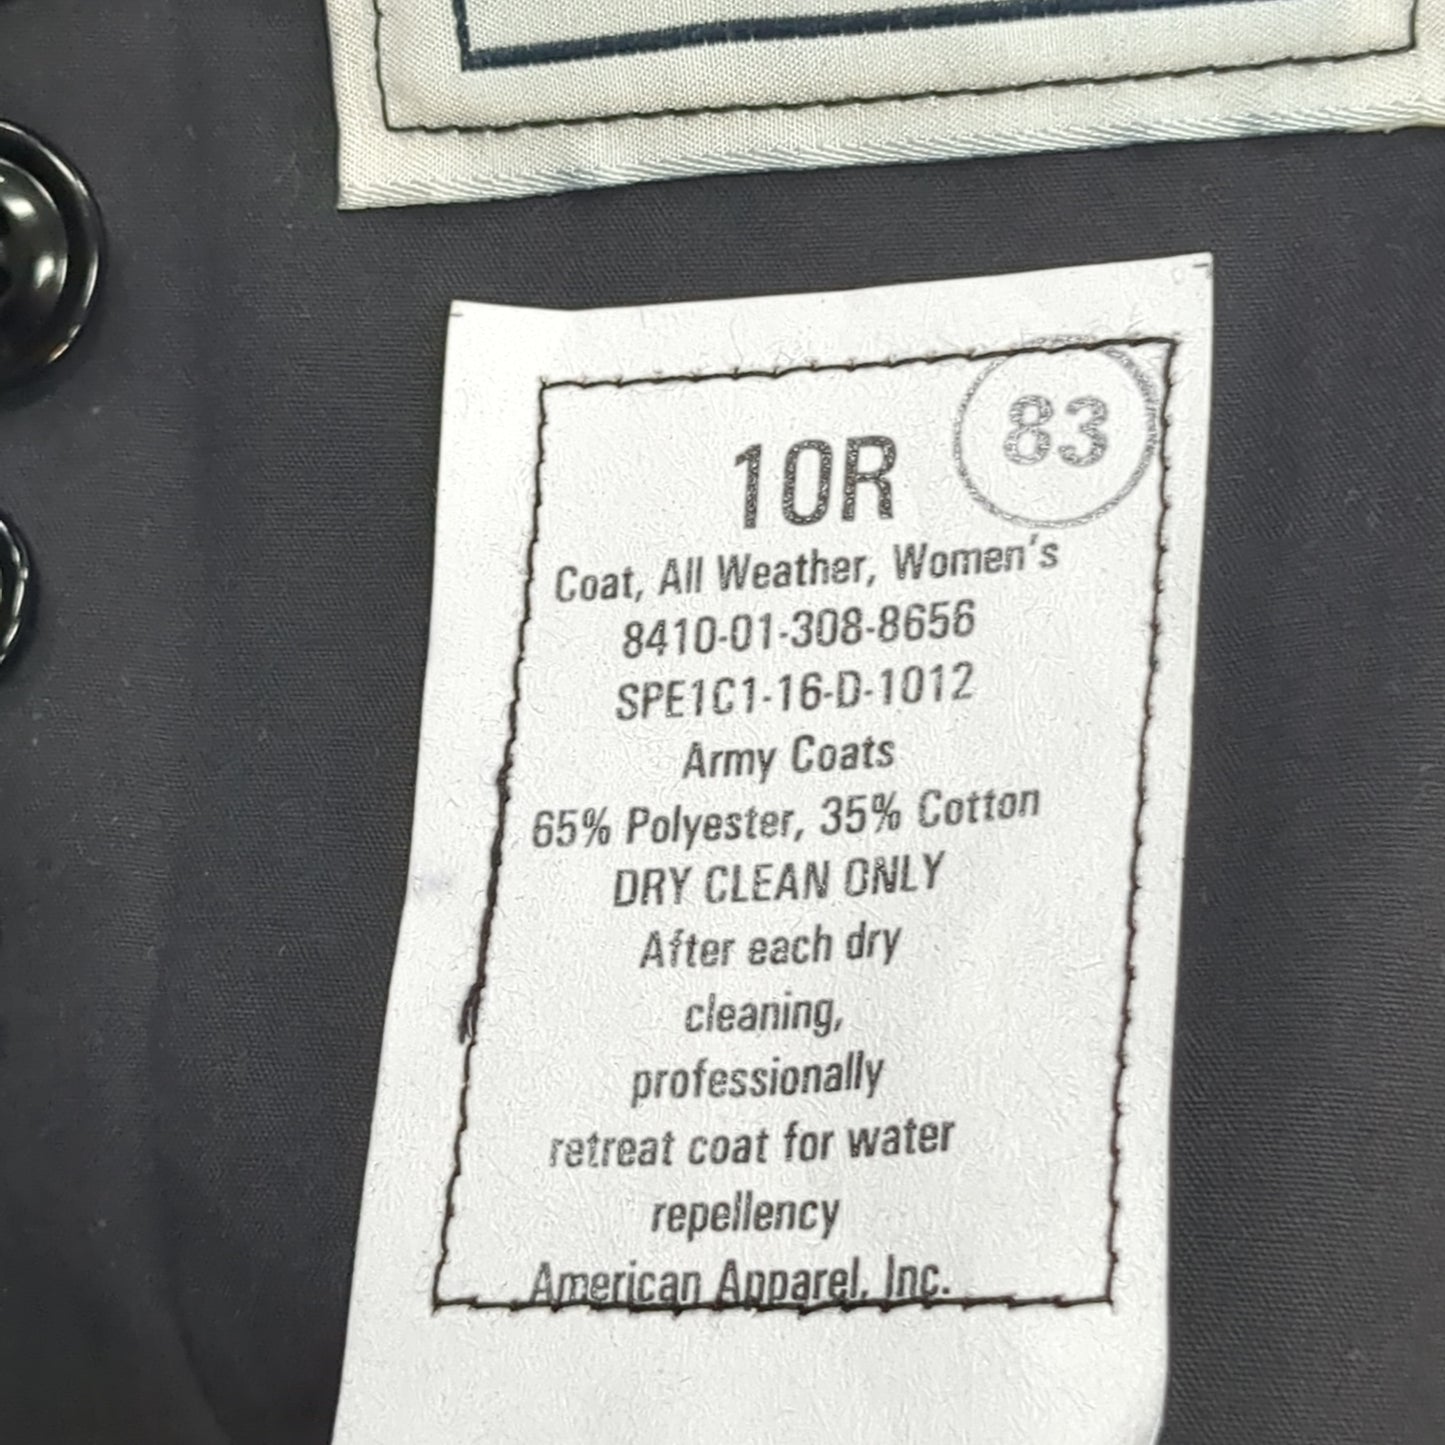 83
10R
Coat, All Weather, Women's
8410-01-308-8656
SPE1C1-16-D-1012
Army Coats
65% Polyester, 35% Cotton
DRY CLEAN ONLY
After each dry
cleaning,
professionally
retreat coat for water
repellency
American Apparel, Inc.